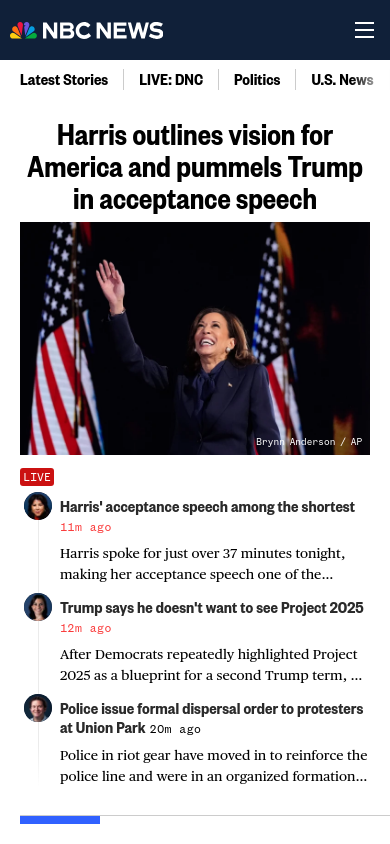 NBC NEWS
Latest Stories
LIVE: DNC
Politics
U.S. News
Harris outlines vision for
America and pummels Trump
in acceptance speech
Brynn Anderson / AP
LIVE
Harris' acceptance speech among the shortest
11m ago
Harris spoke for just over 37 minutes tonight,
making her acceptance speech one of the...
Trump says he doesn't want to see Project 2025
12m ago
After Democrats repeatedly highlighted Project
2025 as a blueprint for a second Trump term, ...
Police issue formal dispersal order to protesters
at Union Park 20m ago
Police in riot gear have moved in to reinforce the
police line and were in an organized formation...